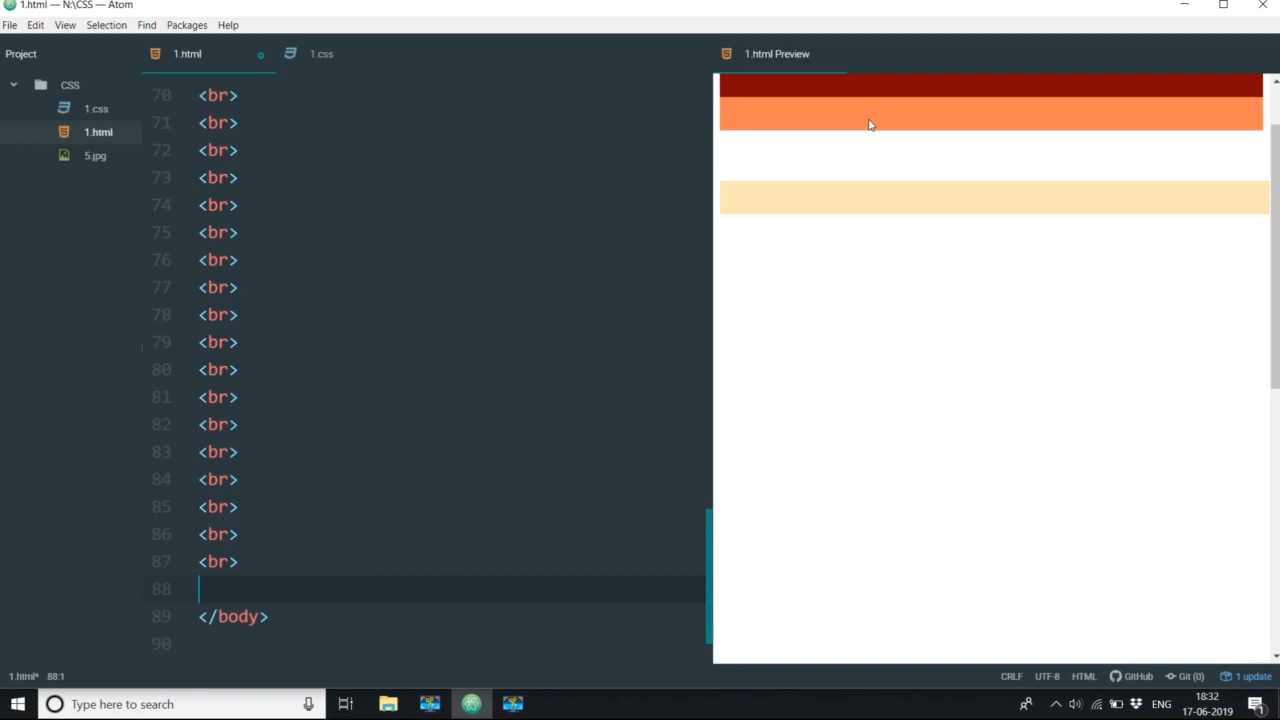 1.html — N:\CSS — Atom
File Edit View Selection Find Packages Help
Project
1.html
1.css
1.html Preview
CSS
1.css
1.html
5.jpg
70 <br>
71 <br>
72 <br>
73 <br>
74 <br>
75 <br>
76 <br>
77 <br>
78 <br>
79 <br>
80 <br>
81 <br>
82 <br>
83 <br>
84 <br>
85 <br>
86 <br>
87 <br>
88
89 </body>
90
1.html* 88:1
CRLF UTF-8 HTML GitHub Git (0) 1 update
Type here to search
ENG
18:32
17-06-2019
1